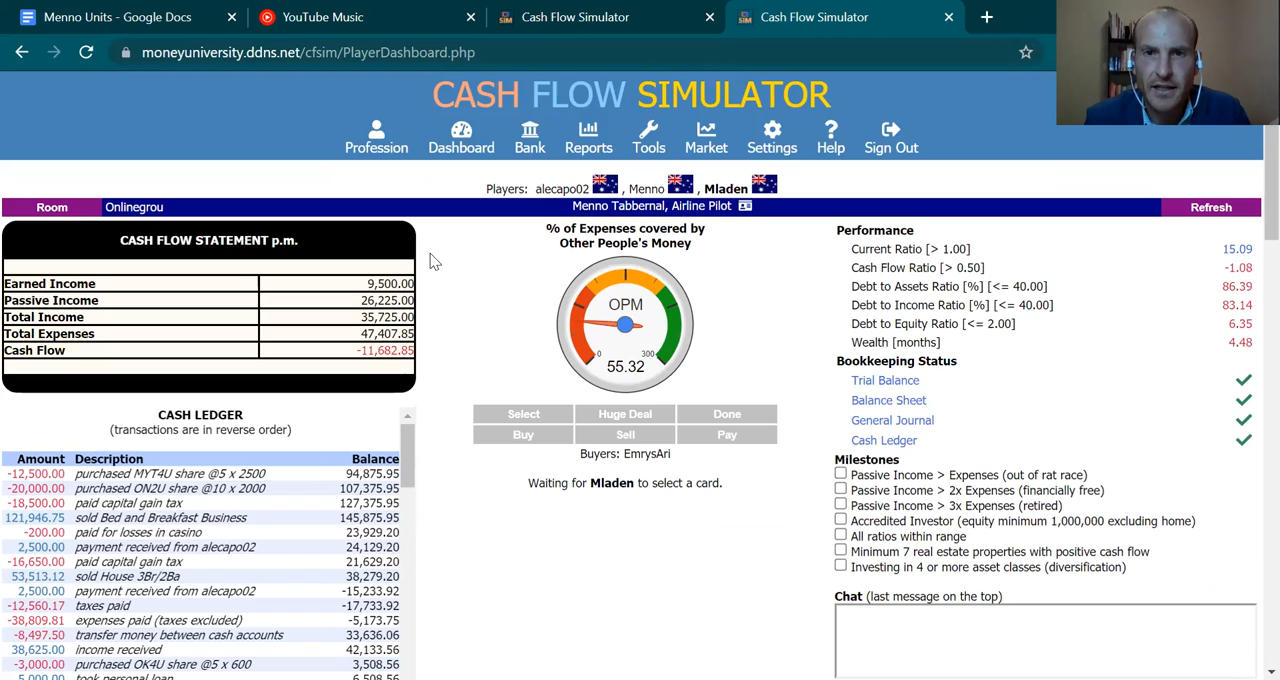 Menno Units - Google Docs
YouTube Music
Cash Flow Simulator
Cash Flow Simulator
moneyuniversity.ddns.net/cfsim/PlayerDashboard.php
CASH FLOW SIMULATOR
Profession Dashboard Bank Reports Tools Market Settings Help Sign Out
Players: alecapo02 , Menno , Mladen
Room Onlinegrou Menno Tabbernal, Airline Pilot Refresh
CASH FLOW STATEMENT p.m.
Earned Income 9,500.00
Passive Income 26,225.00
Total Income 35,725.00
Total Expenses 47,407.85
Cash Flow -11,682.85
CASH LEDGER
(transactions are in reverse order)
Amount Description Balance
-12,500.00 purchased MYT4U share @5 x 2500 94,875.95
-20,000.00 purchased ON2U share @10 x 2000 107,375.95
-18,500.00 paid capital gain tax 127,375.95
121,946.75 sold Bed and Breakfast Business 145,875.95
-200.00 paid for losses in casino 23,929.20
2,500.00 payment received from alecapo02 24,129.20
-16,650.00 paid capital gain tax 21,629.20
53,513.12 sold House 3Br/2Ba 38,279.20
2,500.00 payment received from alecapo02 -15,233.92
-12,560.17 taxes paid -17,733.92
-38,809.81 expenses paid (taxes excluded) -5,173.75
-8,497.50 transfer money between cash accounts 33,636.06
38,625.00 income received 42,133.56
-3,000.00 purchased OK4U share @5 x 600 3,508.56
5,000.00 took personal loan 6,508.56
% of Expenses covered by
Other People's Money
OPM
0 300
55.32
Select Huge Deal Done
Buy Sell Pay
Buyers: EmrysAri
Waiting for Mladen to select a card.
Performance
Current Ratio [> 1.00] 15.09
Cash Flow Ratio [> 0.50] -1.08
Debt to Assets Ratio [%] [<= 40.00] 86.39
Debt to Income Ratio [%] [<= 40.00] 83.14
Debt to Equity Ratio [<= 2.00] 6.35
Wealth [months] 4.48
Bookkeeping Status
Trial Balance
Balance Sheet
General Journal
Cash Ledger
Milestones
Passive Income > Expenses (out of rat race)
Passive Income > 2x Expenses (financially free)
Passive Income > 3x Expenses (retired)
Accredited Investor (equity minimum 1,000,000 excluding home)
All ratios within range
Minimum 7 real estate properties with positive cash flow
Investing in 4 or more asset classes (diversification)
Chat (last message on the top)